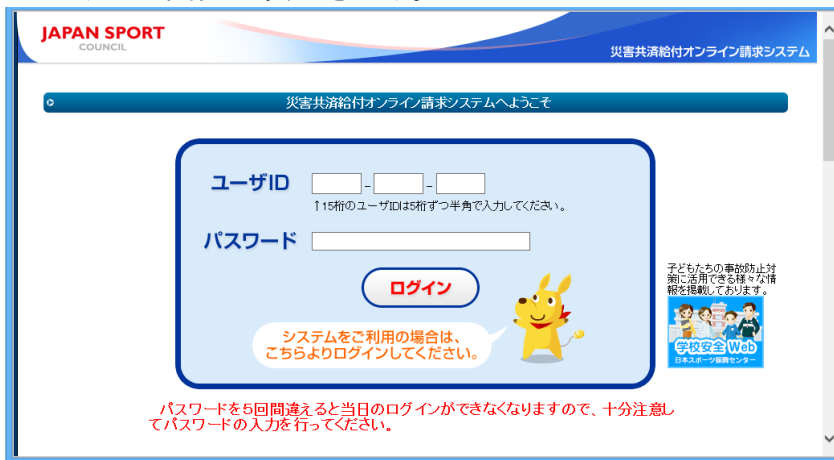 JAPAN SPORT
COUNCIL
災害共済給付オンライン請求システム
災害共済給付オンライン請求システムへようこそ
ユーザID
-
-
↑15桁のユーザIDは5桁ずつ半角で入力してください。
パスワード
ログイン
システムをご利用の場合は、
こちらよりログインしてください。
子どもたちの事故防止対
策に活用できる様々な情
報を掲載しております。
学校安全 Web
日本スポーツ振興センター
パスワードを5回間違えると当日のログインができなくなりますので、十分注意し
てパスワードの入力を行ってください。